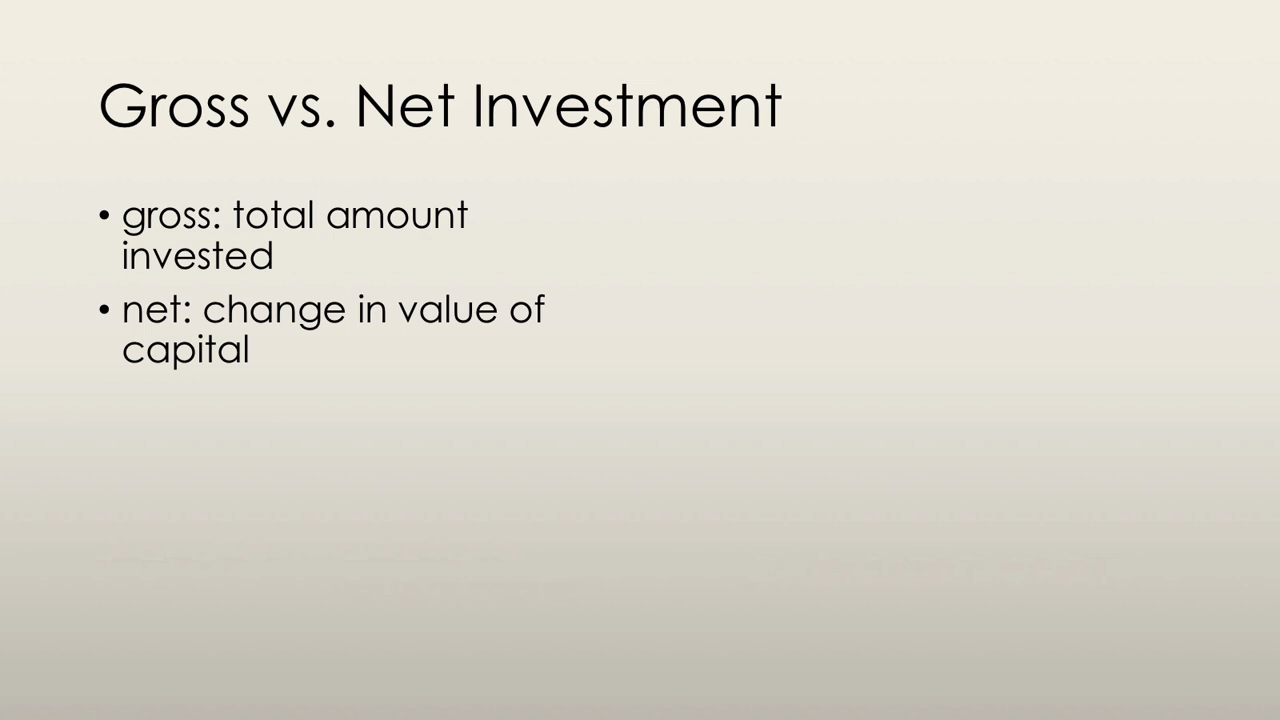 Gross vs. Net Investment
• gross: total amount
invested
• net: change in value of
capital